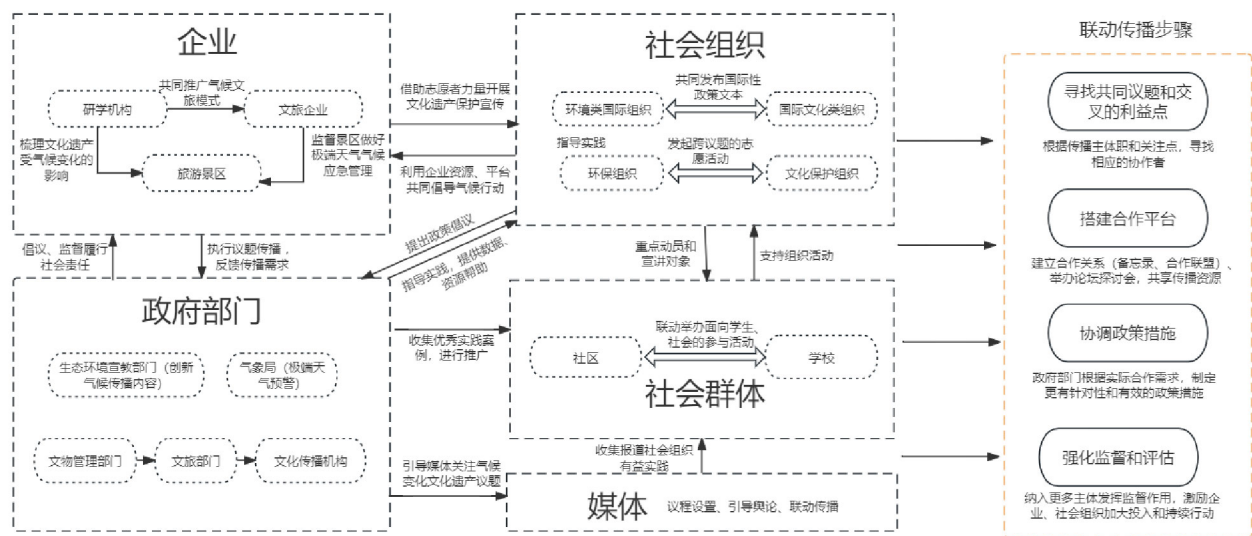 企业
共同推广气候文
旅模式
研学机构
文旅企业
梳理文化遗产
受气候变化的
影响
监督景区做好
极端天气气候
应急管理
旅游景区
借助志愿者力量开展
文化遗产保护宣传
利用企业资源、平台
共同倡导气候行动
社会组织
共同发布国际性
政策文本
环境类国际组织
国际文化类组织
指导实践
发起跨议题的志
愿活动
环保组织
文化保护组织
倡议、监督履行
社会责任
执行议题传播，
反馈传播需求
提出政策倡议
指导实践，提供数据、
资源帮助
重点动员和
宣讲对象
支持组织活动
政府部门
生态环境宣教部门（创新
气候传播内容）
气象局（极端天
气预警）
文物管理部门
文旅部门
文化传播机构
收集优秀实践案
例，进行推广
联动举办面向学生、
社会的参与活动
社区
学校
社会群体
引导媒体关注气候
变化文化遗产议题
收集报道社会组织
有益实践
媒体
议程设置、引导舆论、联动传播
联动传播步骤
寻找共同议题和交
叉的利益点
根据传播主体职和关注点，寻找
相应的协作者
搭建合作平台
建立合作关系（备忘录、合作联盟）、
举办论坛探讨会，共享传播资源
协调政策措施
政府部门根据实际合作需求，制定
更有针对性和有效的政策措施
强化监督和评估
纳入更多主体发挥监督作用，激励企
业、社会组织加大投入和持续行动